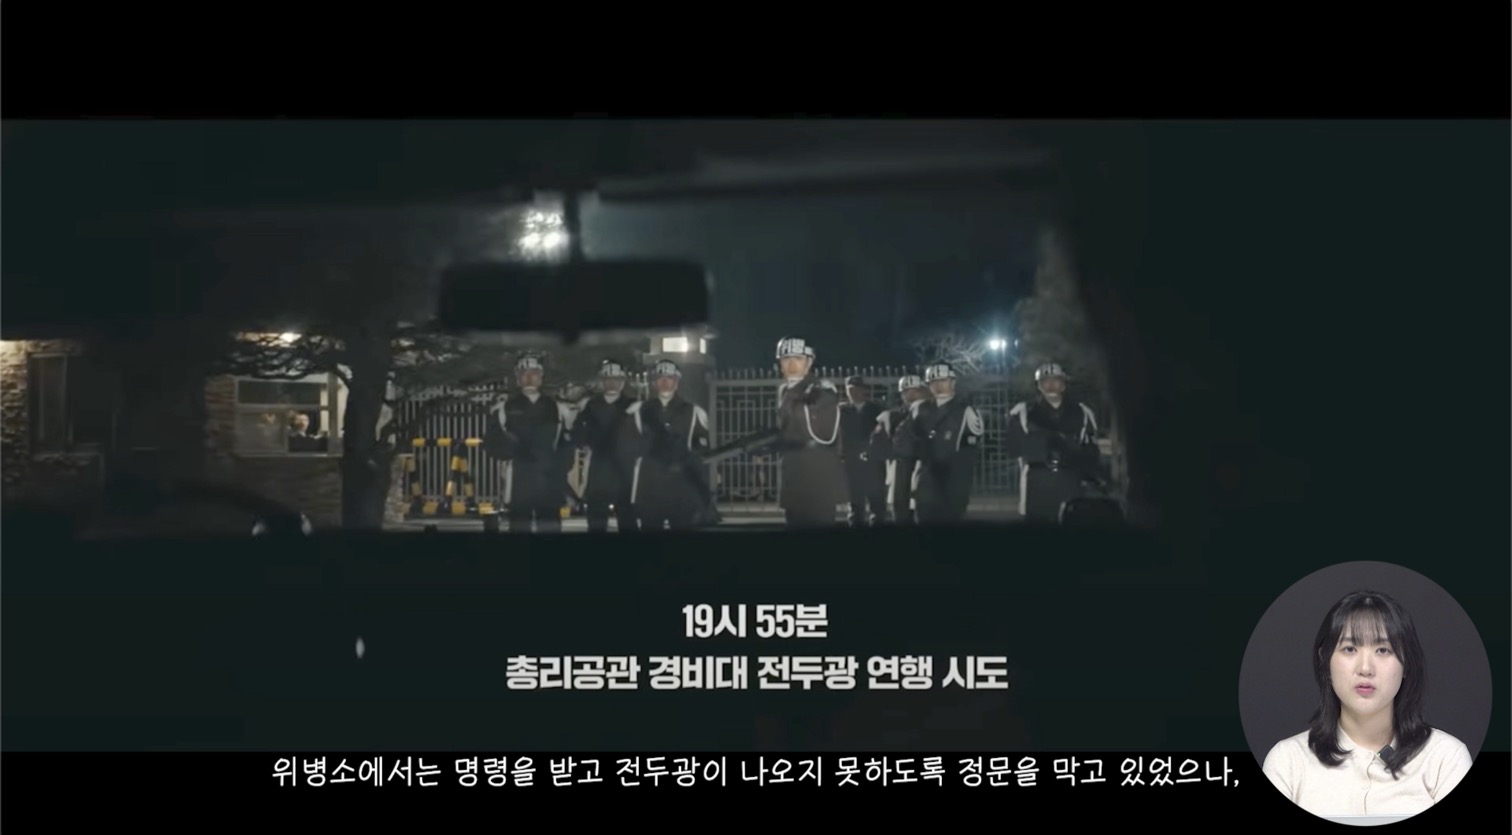 위병
19시 55분
총리공관 경비대 전두광 연행 시도
위병소에서는 명령을 받고 전두광이 나오지 못하도록 정문을 막고 있었으나,